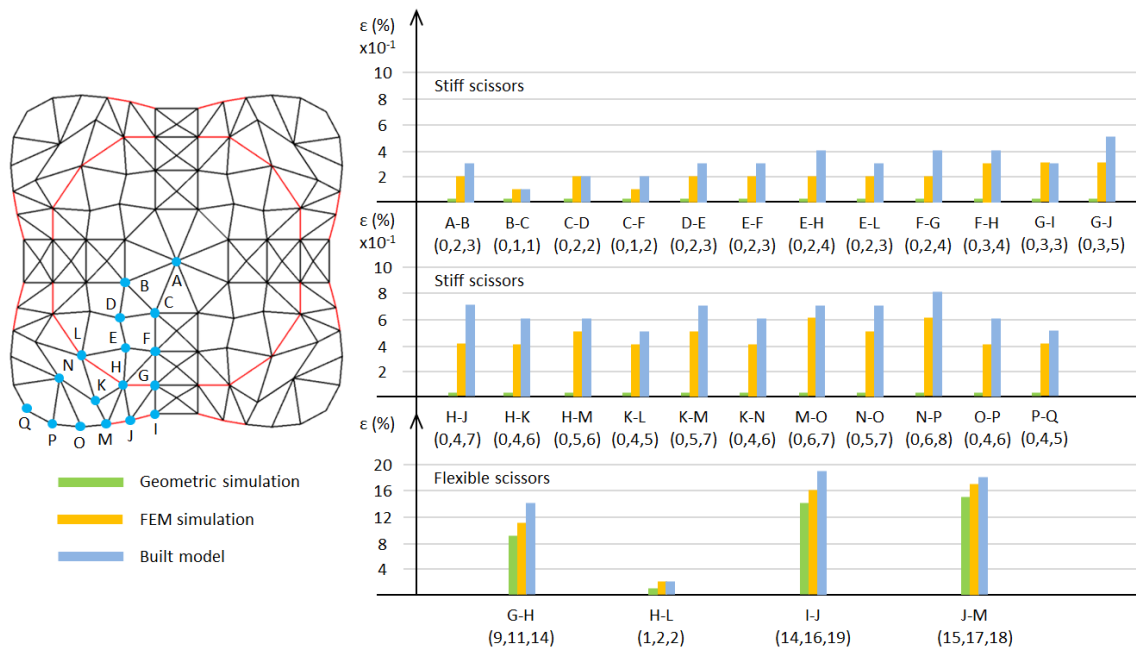 A
B
C
D
E
F
L
H
G
N
K
Q
P
O
M
J
I
Geometric simulation
FEM simulation
Built model
ε (%)
x10-1
10
8
6
4
2
Stiff scissors
A-B B-C C-D C-F D-E E-F E-H E-L F-G F-H G-I G-J
(0,2,3) (0,1,1) (0,2,2) (0,1,2) (0,2,3) (0,2,3) (0,2,4) (0,2,3) (0,2,4) (0,3,4) (0,3,3) (0,3,5)
ε (%)
x10-1
10
8
6
4
2
Stiff scissors
H-J H-K H-M K-L K-M K-N M-O N-O N-P O-P P-Q
(0,4,7) (0,4,6) (0,5,6) (0,4,5) (0,5,7) (0,4,6) (0,6,7) (0,5,7) (0,6,8) (0,4,6) (0,4,5)
ε (%)
20
16
12
8
4
Flexible scissors
G-H H-L I-J J-M
(9,11,14) (1,2,2) (14,16,19) (15,17,18)